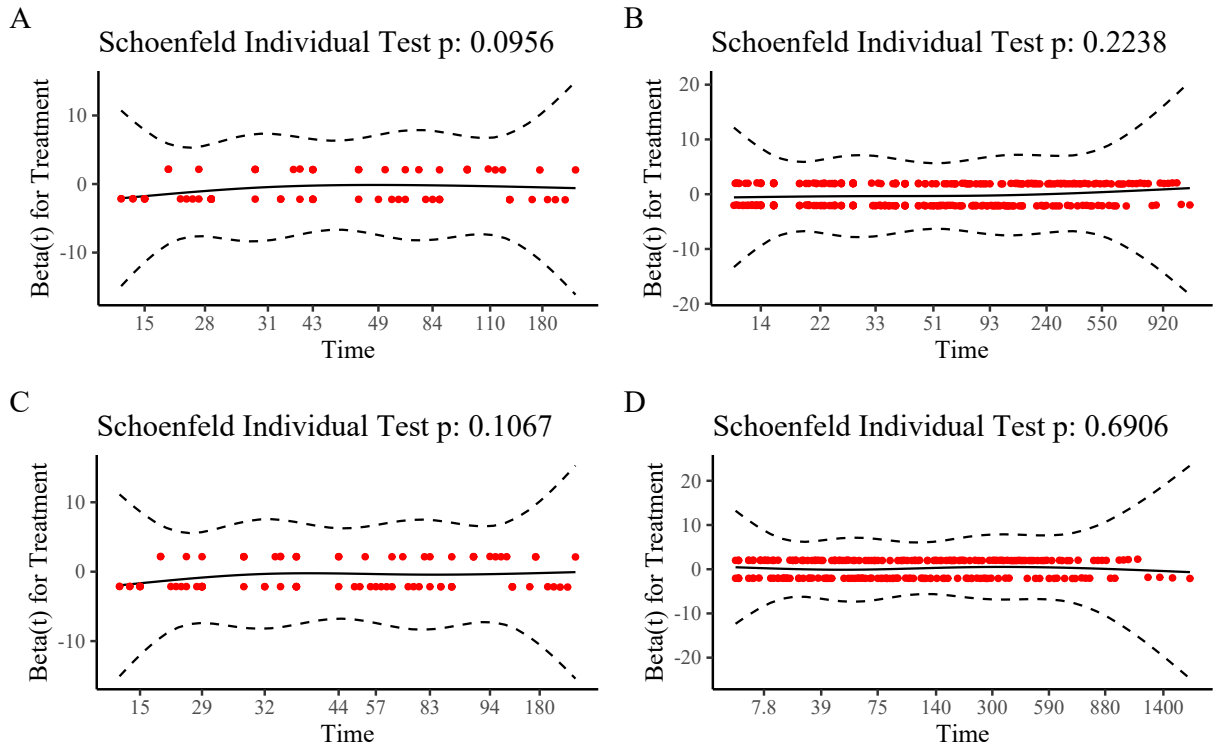 A
Schoenfeld Individual Test p: 0.0956
Beta(t) for Treatment
10
0
-10
15 28 31 43 49 84 110 180
Time
B
Schoenfeld Individual Test p: 0.2238
Beta(t) for Treatment
20
10
0
-10
-20
14 22 33 51 93 240 550 920
Time
C
Schoenfeld Individual Test p: 0.1067
Beta(t) for Treatment
10
0
-10
15 29 32 44 57 83 94 180
Time
D
Schoenfeld Individual Test p: 0.6906
Beta(t) for Treatment
20
10
0
-10
-20
7.8 39 75 140 300 590 880 1400
Time